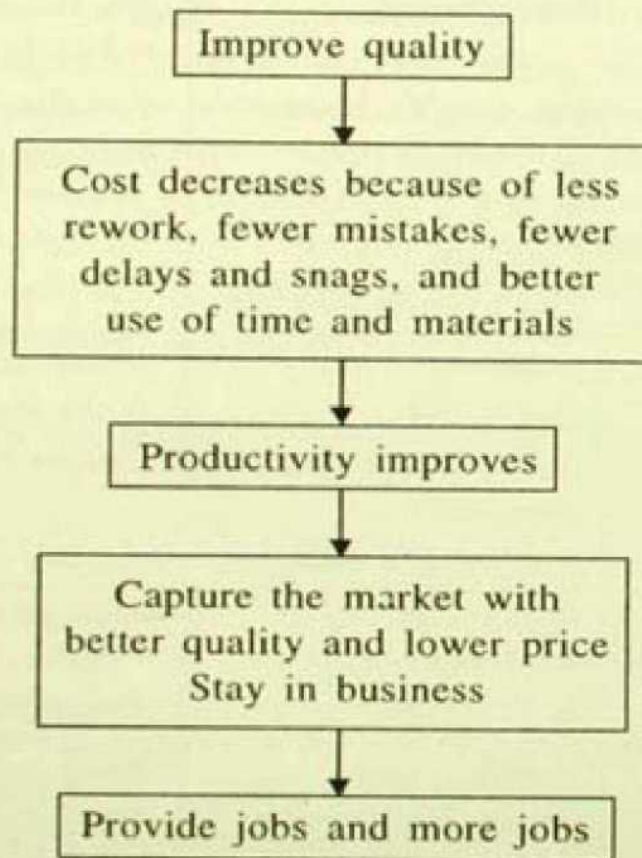 Improve quality
Cost decreases because of less
rework, fewer mistakes, fewer
delays and snags, and better
use of time and materials
Productivity improves
Capture the market with
better quality and lower price
Stay in business
Provide jobs and more jobs